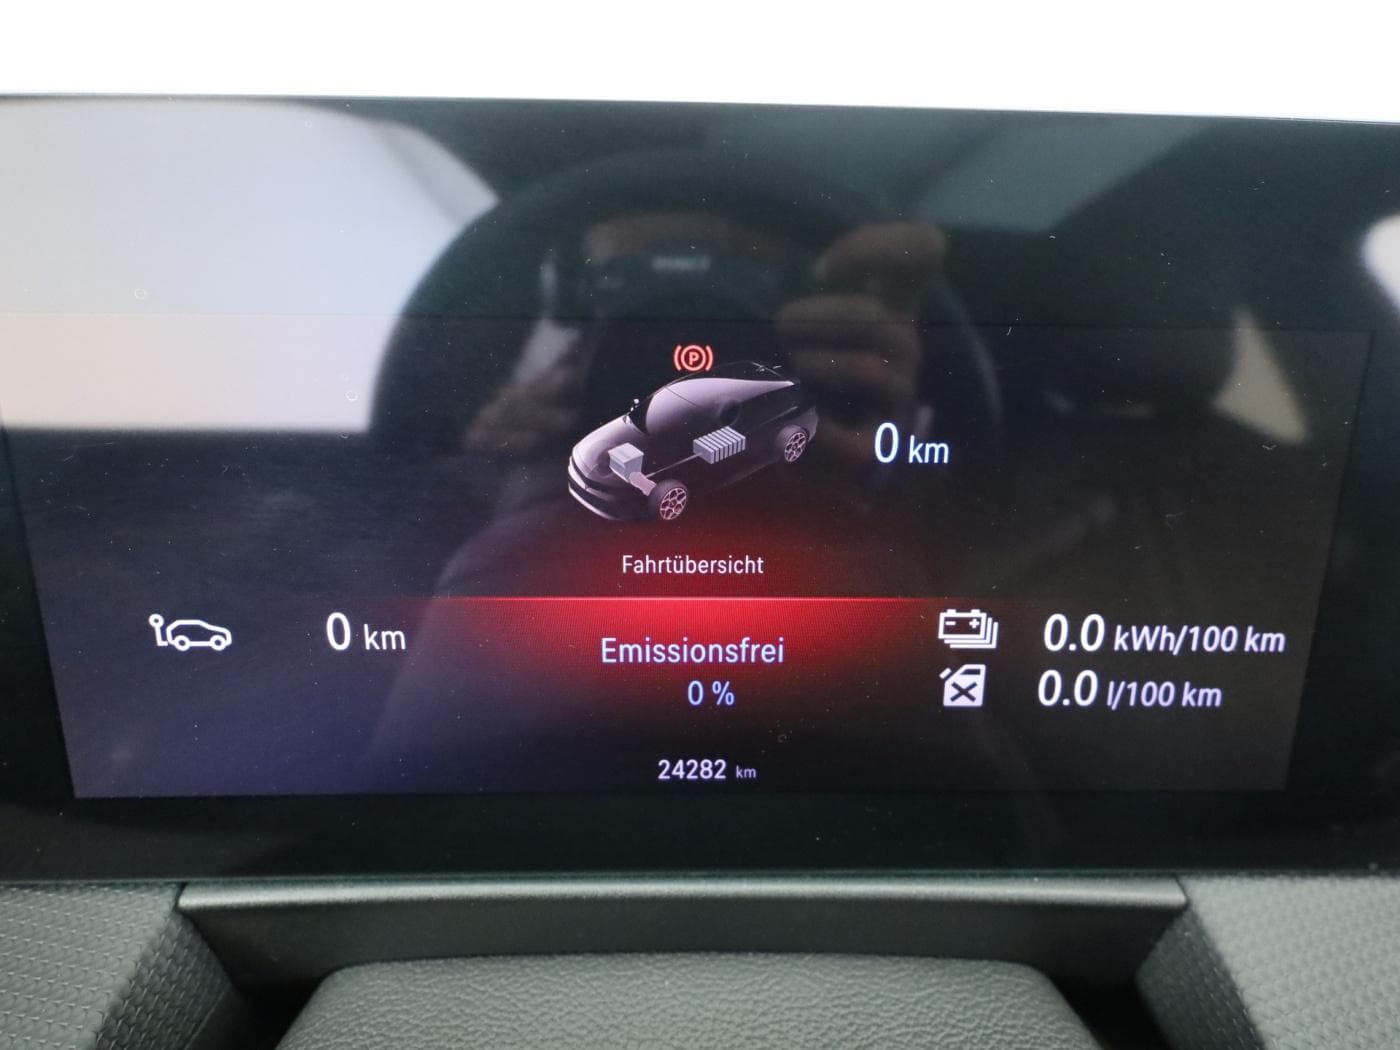 P
0 km
Fahrtübersicht
0 km
Emissionsfrei
0 %
0.0 kWh/100 km
0.0 l/100 km
24282 km